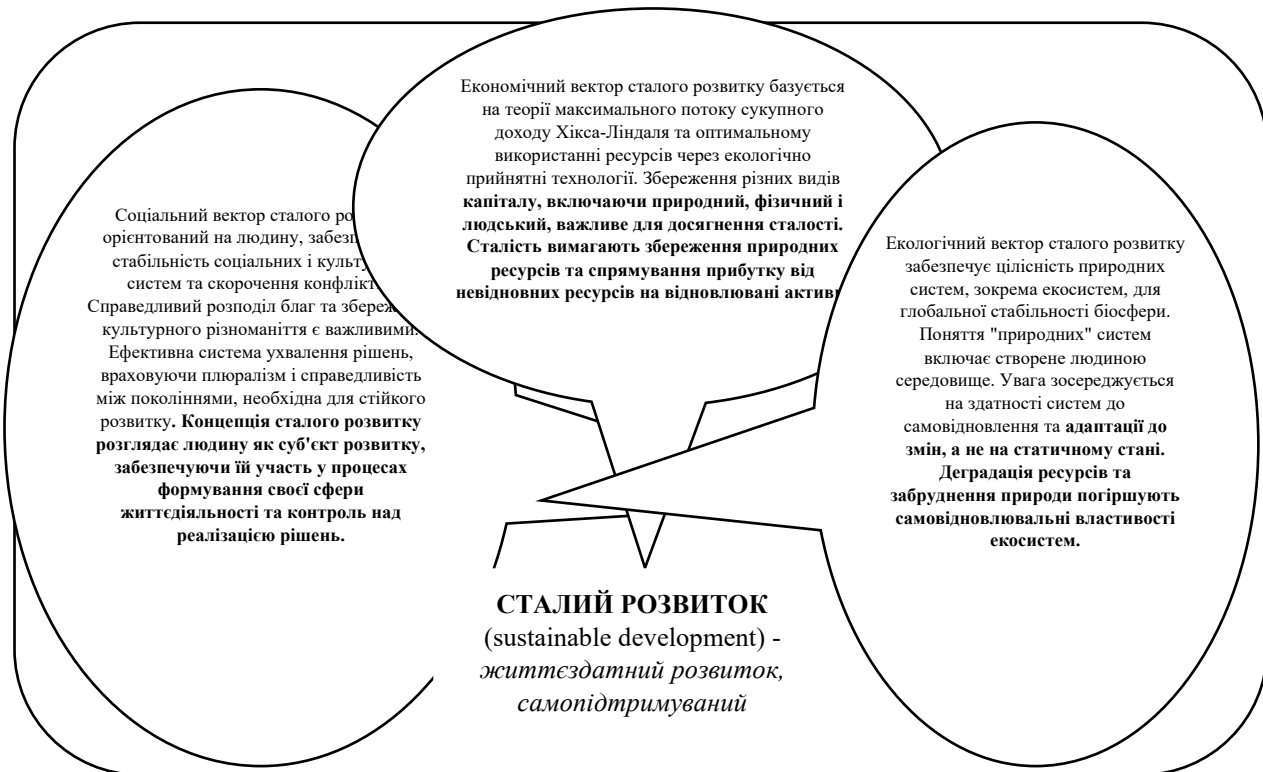 Економічний вектор сталого розвитку базується
на теорії максимального потоку сукупного
доходу Хікса-Ліндаля та оптимальному
використанні ресурсів через екологічно
прийнятні технології. Збереження різних видів
капіталу, включаючи природний, фізичний і
людський, важливе для досягнення сталості.
Сталість вимагають збереження природних
ресурсів та спрямування прибутку від
невідновних ресурсів на відновлювані
Соціальний вектор сталого
орієнтований на людину,
стабільність соціальних і
систем та скорочення
Справедливий розподіл благ та
культурного різноманіття є важливими.
Ефективна система ухвалення рішень,
враховуючи плюралізм і справедливість
між поколіннями, необхідна для стійкого
розвитку. Концепція сталого розвитку
розглядає людину як суб'єкт розвитку,
забезпечуючи їй участь у процесах
формування своєї сфери
життєдіяльності та контроль над
реалізацією рішень.
Екологічний вектор сталого розвитку
забезпечує цілісність природних
систем, зокрема екосистем, для
глобальної стабільності біосфери.
Поняття "природних" систем
включає створене людиною
середовище. Увага зосереджується
на здатності систем до
самовідновлення та адаптації до
змін, а не на статичному стані.
Деградація ресурсів та
забруднення природи погіршують
самовідновлювальні властивості
екосистем.
СТАЛИЙ РОЗВИТОК
(sustainable development) -
життєздатний розвиток,
самопідтримуваний